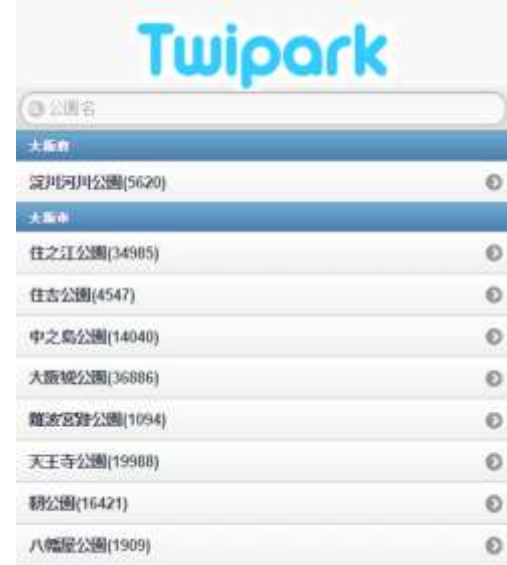 Twipark
公園名
大阪府
淀川河川公園(5620)
大阪市
住之江公園(34985)
住吉公園(4547)
中之島公園(14040)
大阪城公園(36886)
難波宮跡公園(1094)
天王寺公園(19988)
靭公園(16421)
八幡屋公園(1909)